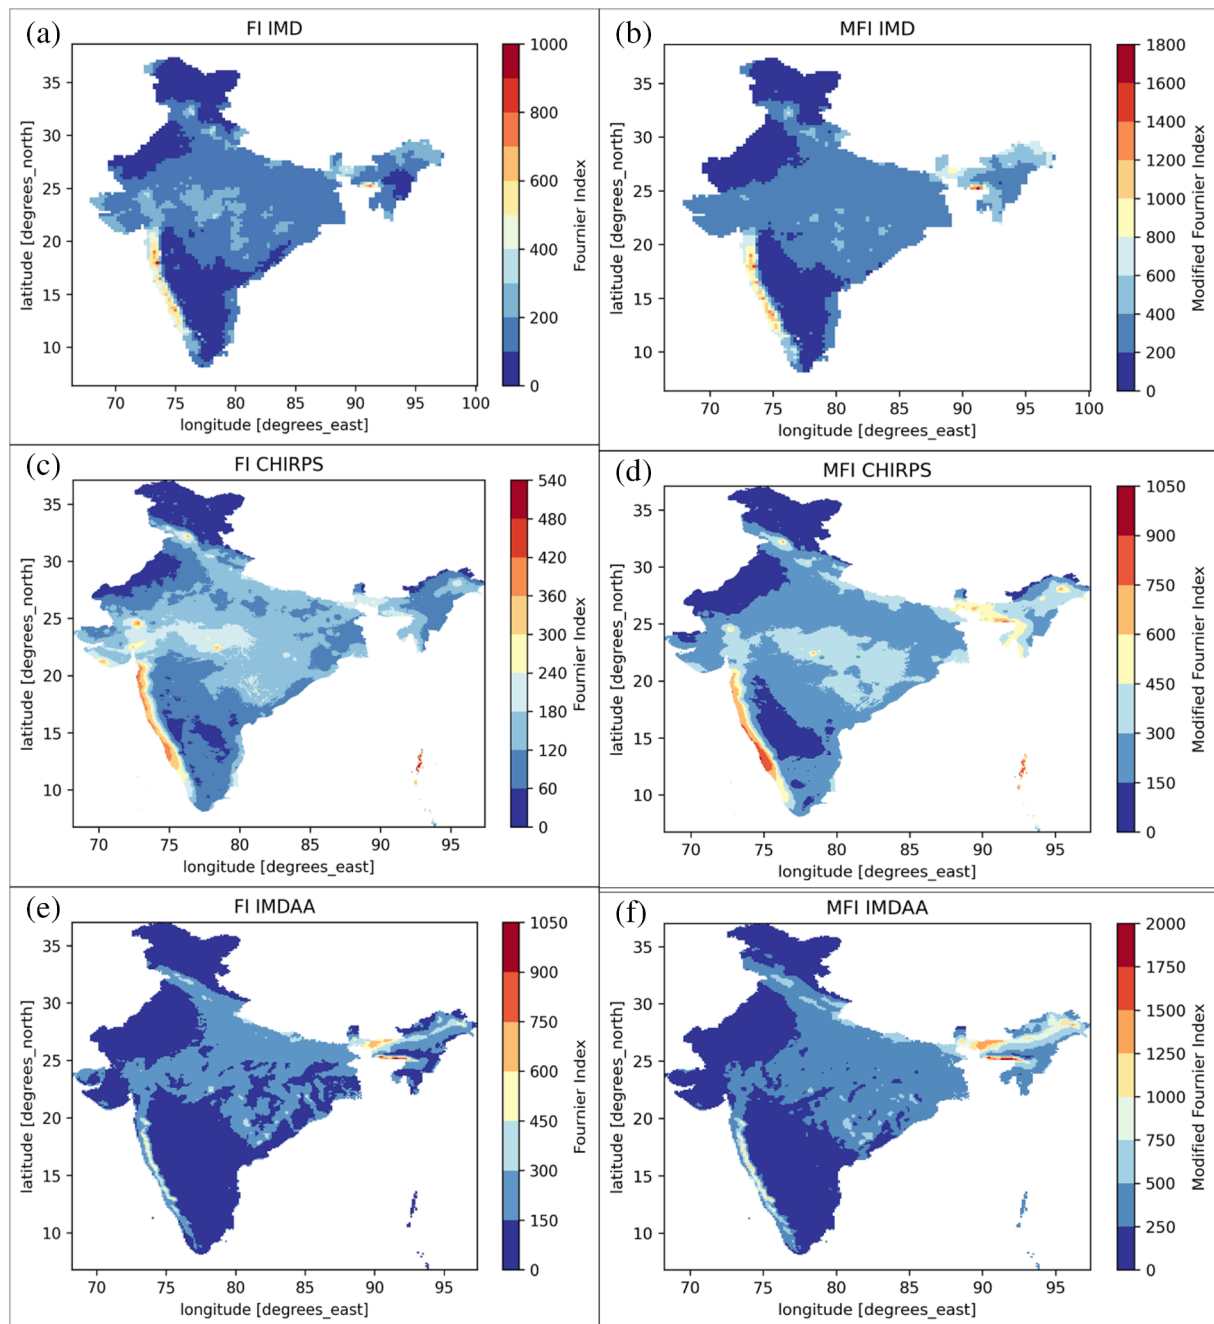 (a)
FI IMD
35
30
25
20
15
10
latitude [degrees_north]
70 75 80 85 90 95 100
longitude [degrees_east]
1000
800
600
400
200
0
Fournier Index
(b)
MFI IMD
35
30
25
20
15
10
latitude [degrees_north]
70 75 80 85 90 95 100
longitude [degrees_east]
1800
1600
1400
1200
1000
800
600
400
200
0
Modified Fournier Index
(c)
FI CHIRPS
35
30
25
20
15
10
latitude [degrees_north]
70 75 80 85 90 95
longitude [degrees_east]
540
480
420
360
300
240
180
120
60
0
Fournier Index
(d)
MFI CHIRPS
35
30
25
20
15
10
latitude [degrees_north]
70 75 80 85 90 95
longitude [degrees_east]
1050
900
750
600
450
300
150
0
Modified Fournier Index
(e)
FI IMDAA
35
30
25
20
15
10
latitude [degrees_north]
70 75 80 85 90 95
longitude [degrees_east]
1050
900
750
600
450
300
150
0
Fournier Index
(f)
MFI IMDAA
35
30
25
20
15
10
latitude [degrees_north]
70 75 80 85 90 95
longitude [degrees_east]
2000
1750
1500
1250
1000
750
500
250
0
Modified Fournier Index